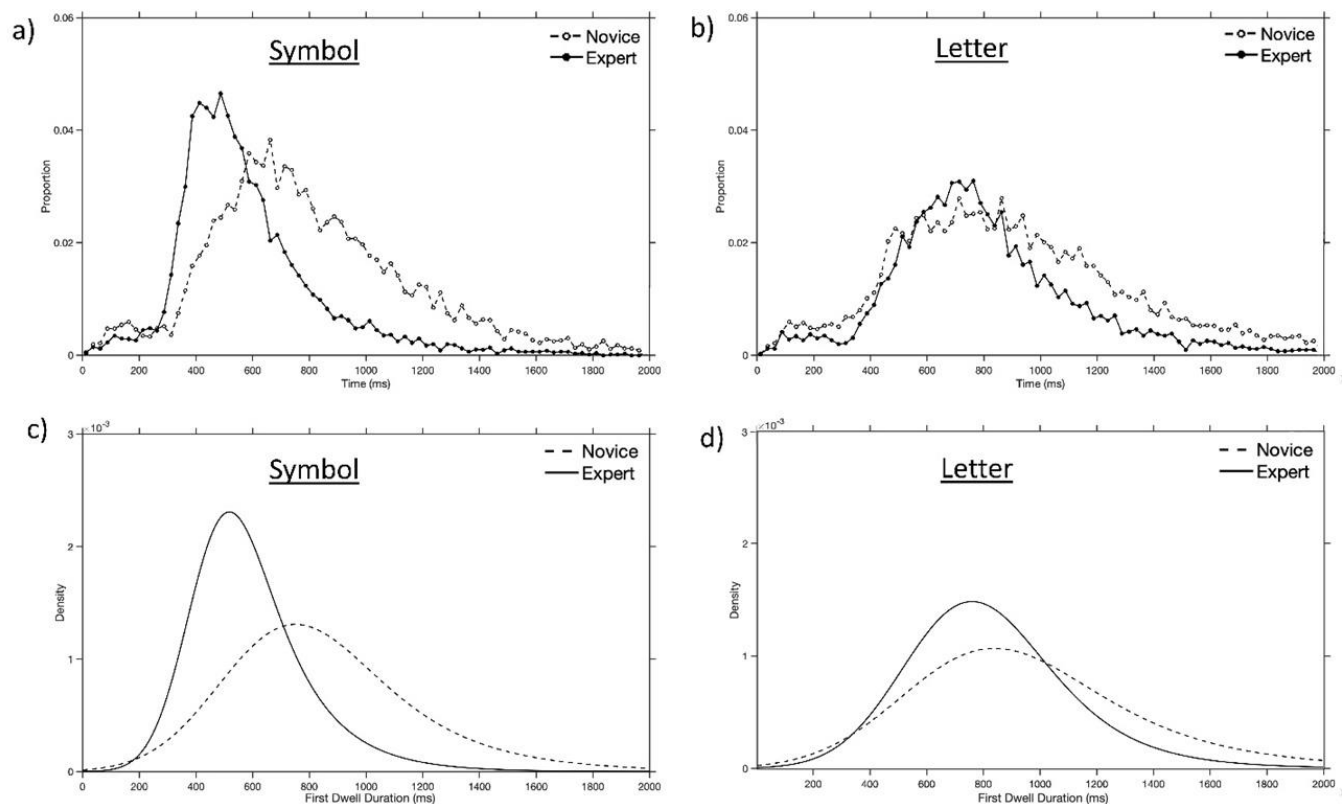 a)
Symbol
Novice
Expert
0.06
0.04
0.02
0
Proportion
0 200 400 600 800 1000 1200 1400 1600 1800 2000
Time (ms)
b)
Letter
Novice
Expert
0.06
0.04
0.02
0
Proportion
0 200 400 600 800 1000 1200 1400 1600 1800 2000
Time (ms)
c)
Symbol
Novice
Expert
×10⁻³
3
2
1
0
Density
0 200 400 600 800 1000 1200 1400 1600 1800 2000
First Dwell Duration (ms)
d)
Letter
Novice
Expert
×10⁻³
3
2
1
0
Density
200 400 600 800 1000 1200 1400 1600 1800 2000
First Dwell Duration (ms)